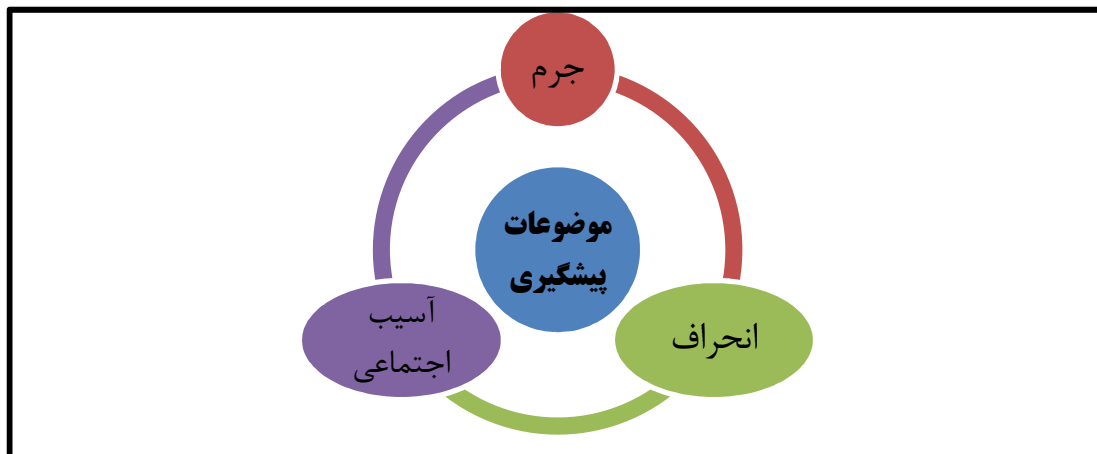 جرم
موضوعات
پیشگیری
انحراف
آسیب
اجتماعی